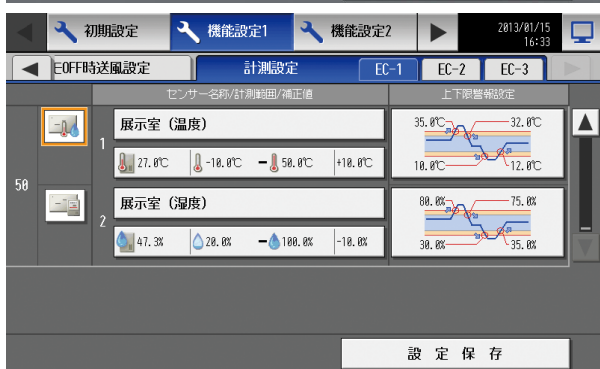 初期設定 機能設定1 機能設定2 2013/01/15
16:33
EOFF時送風設定 計測設定 EC-1 EC-2 EC-3
センサー名称/計測範囲/補正値 上下限警報設定
50
1 展示室（温度）
27.0℃ -10.0℃ - 50.0℃ +10.0℃
35.0℃ 32.0℃
10.0℃ 12.0℃
2 展示室（湿度）
47.3% 20.0% - 100.0% -10.0%
80.0% 75.0%
30.0% 35.0%
設定保存